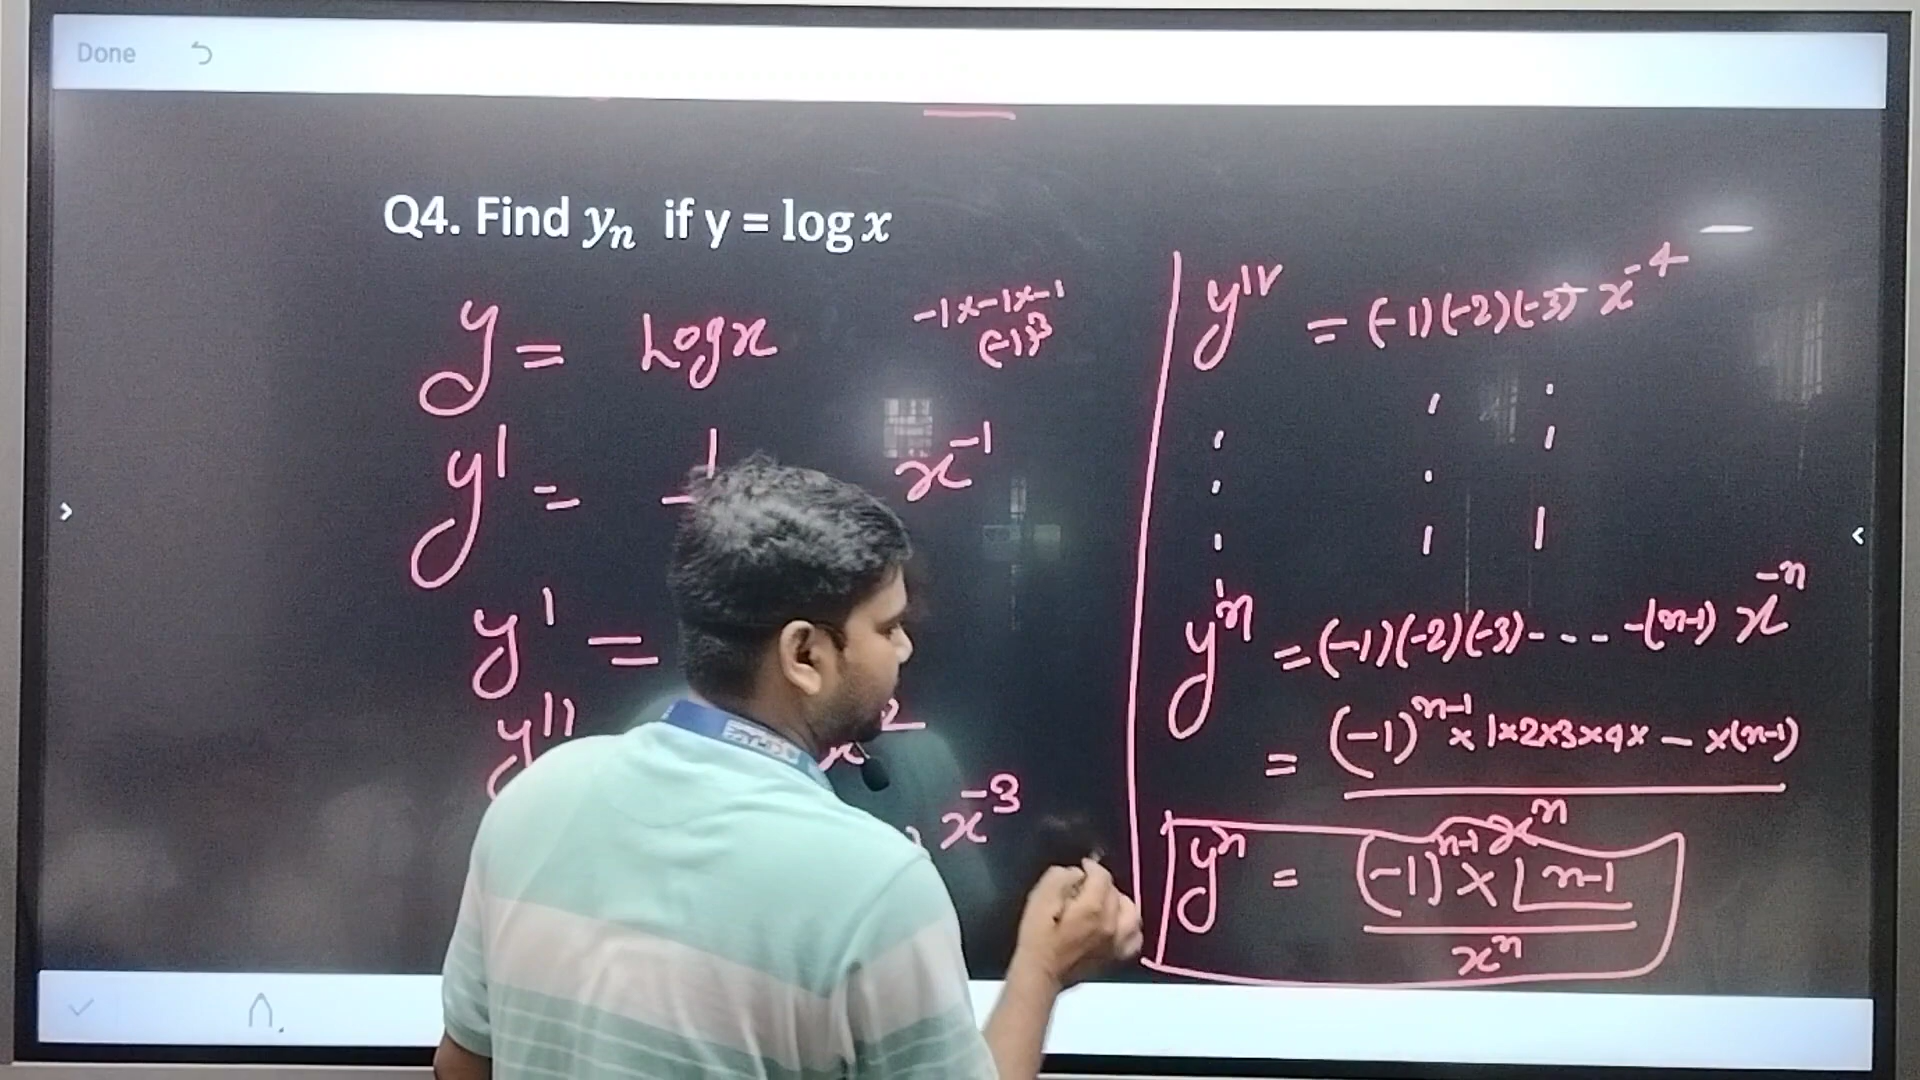 Done
Q4. Find yₙ if y = log x
y = Log x
-1×-1×-1
(-1)³
y' = 1
x⁻¹
y' =
y''
x⁻³
yᴵⱽ = (-1)(-2)(-3) x⁻⁴
yⁿ = (-1)(-2)(-3)---- -(n-1) x⁻ⁿ
= (-1)ⁿ⁻¹ × 1×2×3×4× - ×(n-1)
xⁿ
yⁿ = (-1)ⁿ⁻¹ × ⌊n-1
xⁿ